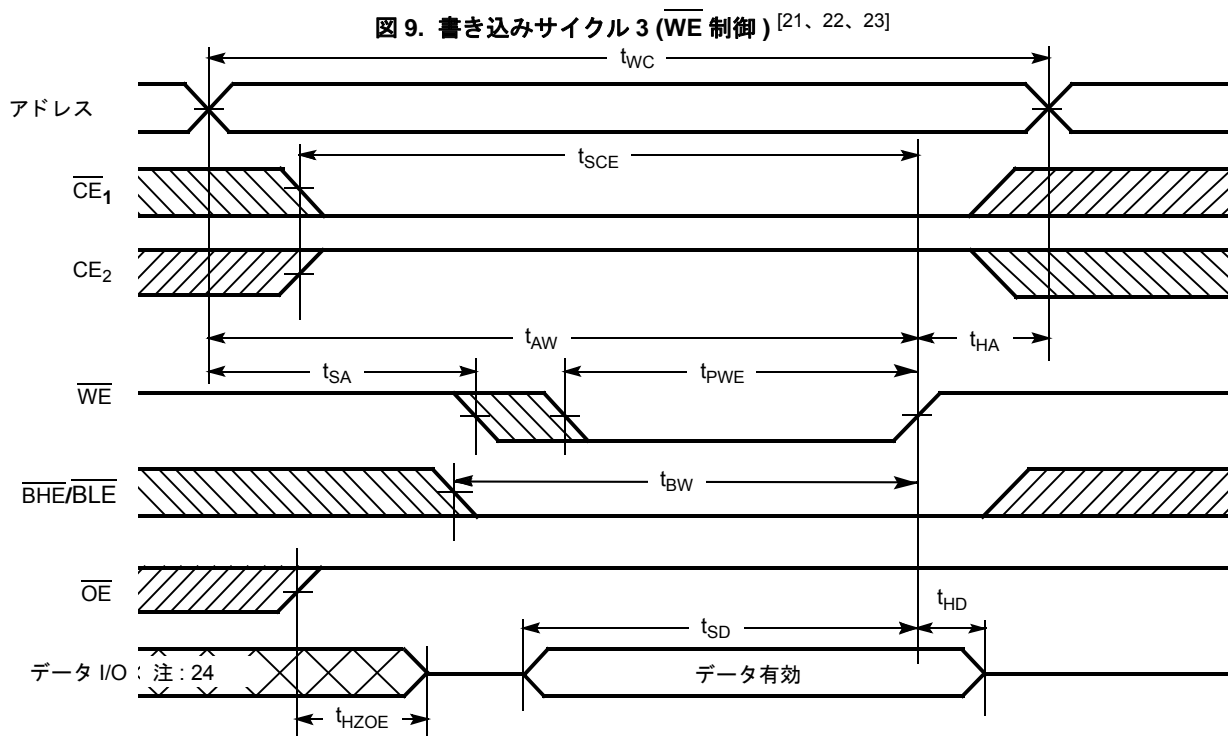 図 9. 書き込みサイクル 3 (WE 制御 ) [21、22、23]
tWC
アドレス
tSCE
CE1
CE2
tAW
tHA
tSA
tPWE
WE
tBW
BHE/BLE
OE
tHD
tSD
データ I/O
注 : 24
データ有効
tHZOE